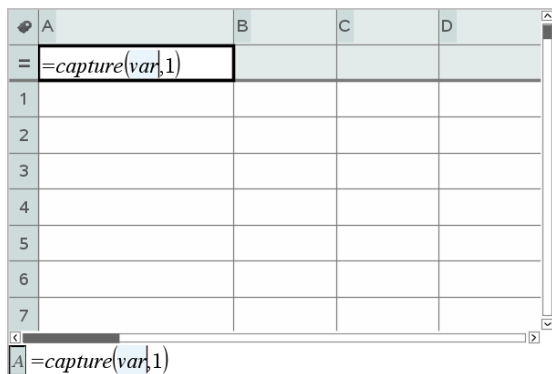 A B C D
= =capture(var,1)
1
2
3
4
5
6
7
A =capture(var,1)